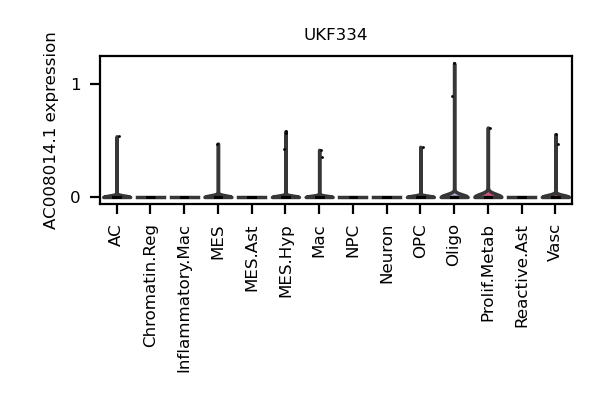 UKF334
AC008014.1 expression
1
0
AC
Chromatin.Reg
Inflammatory.Mac
MES
MES.Ast
MES.Hyp
Mac
NPC
Neuron
OPC
Oligo
Prolif.Metab
Reactive.Ast
Vasc